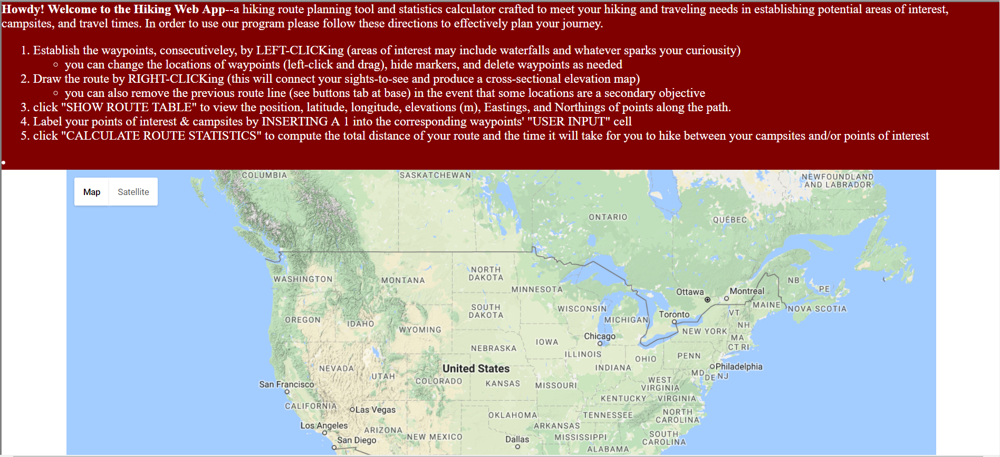 Howdy! Welcome to the Hiking Web App--a hiking route planning tool and statistics calculator crafted to meet your hiking and traveling needs in establishing potential areas of interest,
campsites, and travel times. In order to use our program please follow these directions to effectively plan your journey.
1. Establish the waypoints, consecutiveley, by LEFT-CLICKing (areas of interest may include waterfalls and whatever sparks your curiousity)
◦ you can change the locations of waypoints (left-click and drag), hide markers, and delete waypoints as needed
2. Draw the route by RIGHT-CLICKing (this will connect your sights-to-see and produce a cross-sectional elevation map)
◦ you can also remove the previous route line (see buttons tab at base) in the event that some locations are a secondary objective
3. click "SHOW ROUTE TABLE" to view the position, latitude, longitude, elevations (m), Eastings, and Northings of points along the path.
4. Label your points of interest & campsites by INSERTING A 1 into the corresponding waypoints' "USER INPUT" cell
5. click "CALCULATE ROUTE STATISTICS" to compute the total distance of your route and the time it will take for you to hike between your campsites and/or points of interest
•
COLUMBIA
SASKATCHEWAN
NEWFOUNDLAND
AND LABRADOR
Map
Satellite
ONTARIO
QUÉBEC
NORTH
DAKOTA
WASHINGTON
MONTANA
NB
MINNESOTA
Ottawa
Montreal
PE
SOUTH
DAKOTA
WISCONSIN
MAINE
NOVA SCOTIA
OREGON
IDAHO
MICHIGAN
Toronto
VT
WYOMING
NH
NEW YORK
MA
Chicago
IOWA
CT RI
NEBRASKA
ILLINOIS
OHIO
PENN
NEVADA
United States
INDIANA
Philadelphia
UTAH
COLORADO
MD
DE
NJ
San Francisco
KANSAS
MISSOURI
WEST
VIRGINIA
KENTUCKY
VIRGINIA
CALIFORNIA
Las Vegas
OKLAHOMA
TENNESSEE
NORTH
CAROLINA
Los Angeles
ARIZONA
ARKANSAS
San Diego
NEW MEXICO
Dallas
MISSISSIPPI
SOUTH
CAROLINA
ALABAMA